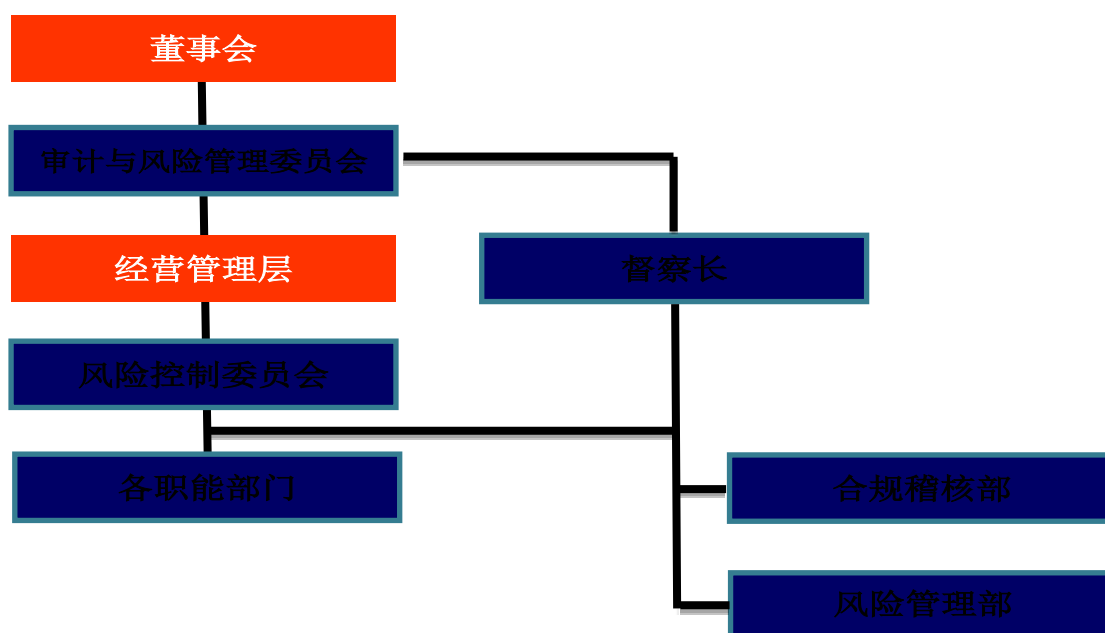 董事会
审计与风险管理委员会
经营管理层
督察长
风险控制委员会
各职能部门
合规稽核部
风险管理部